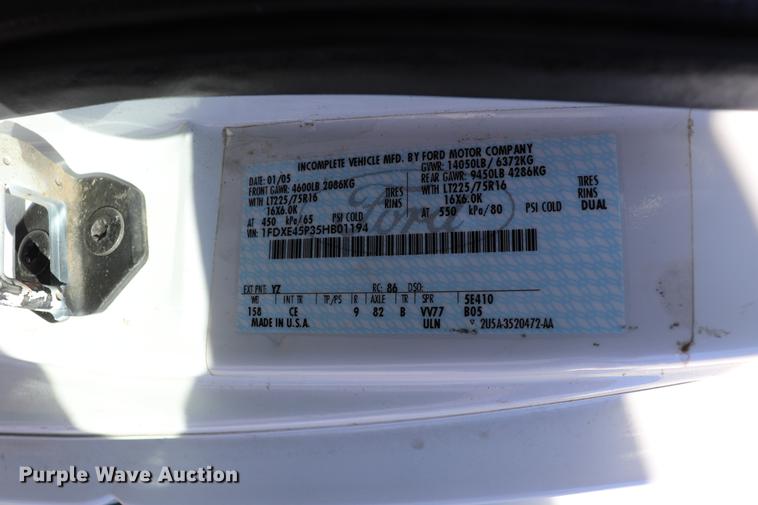 INCOMPLETE VEHICLE MFD. BY FORD MOTOR COMPANY
DATE: 01/05 GVWR: 14050LB / 6372KG
FRONT GAWR: 4600LB 2086KG REAR GAWR: 9450LB 4286KG
WITH LT225/75R16 TIRES WITH LT225/75R16 TIRES
16X6.0K RINS 16X6.0K RINS
AT 450 kPa/65 PSI COLD AT 550 kPa/80 PSI COLD DUAL
VIN: 1FDXE45P35HB01194
Ford
EXT PNT: YZ RC: 86 DSO:
WB INT TR TP/PS R AXLE TR SPR 5E410
158 CE 9 82 B VV77 B05
MADE IN U.S.A. ULN 2U5A-3520472-AA
Purple Wave Auction